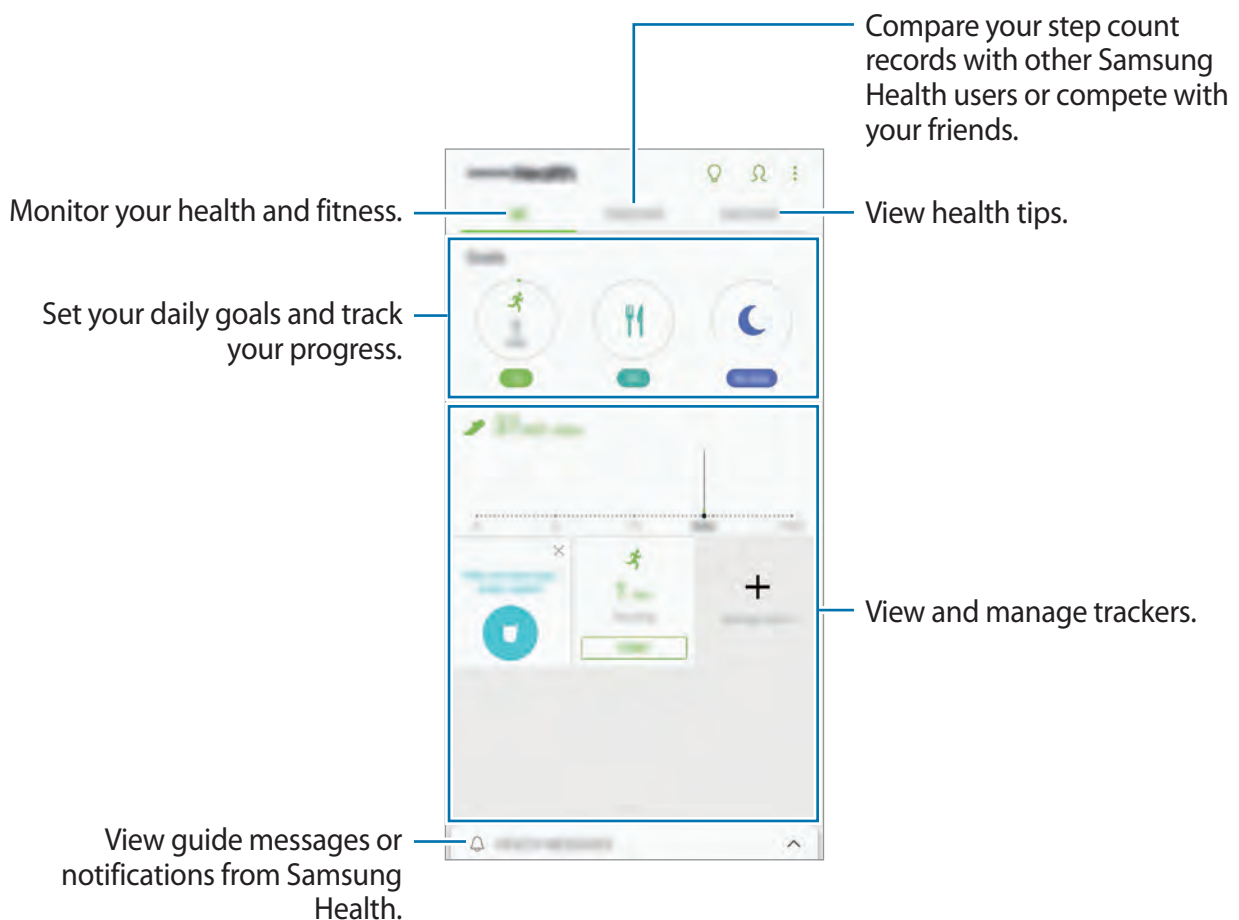 Compare your step count
records with other Samsung
Health users or compete with
your friends.
Health
Monitor your health and fitness.
View health tips.
Goals
Set your daily goals and track
your progress.
View and manage trackers.
View guide messages or
notifications from Samsung
Health.